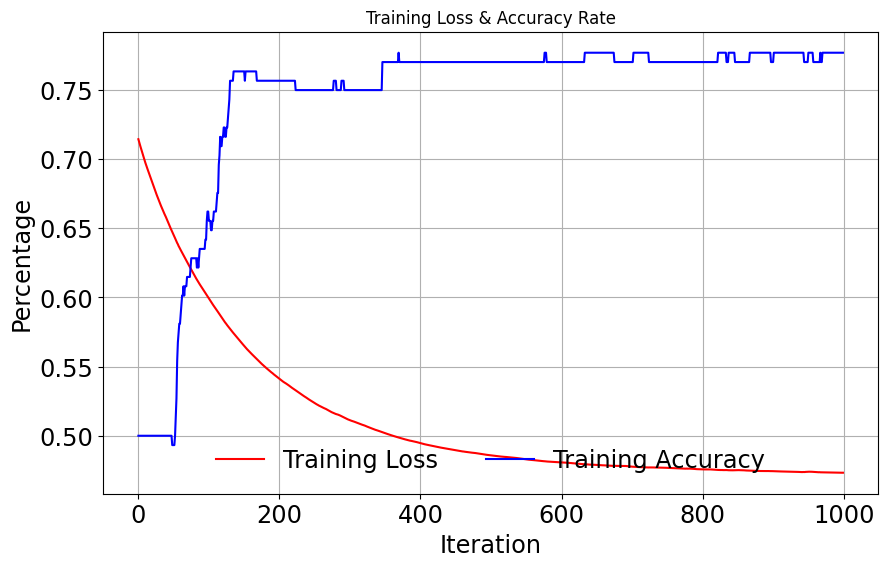 Training Loss & Accuracy Rate
Percentage
0.75
0.70
0.65
0.60
0.55
0.50
Training Loss
Training Accuracy
0
200
400
600
800
1000
Iteration